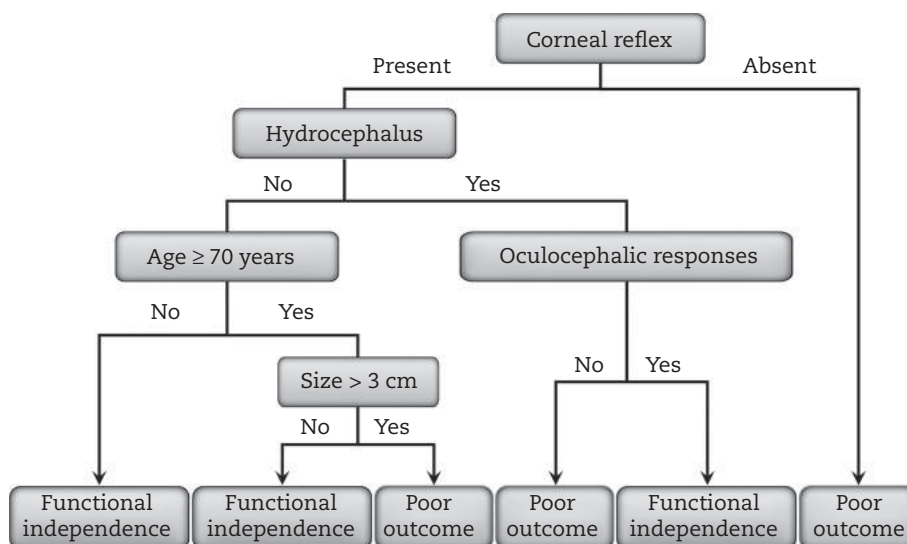 Corneal reflex
Present
Absent
Hydrocephalus
No
Yes
Age ≥ 70 years
Oculocephalic responses
No
Yes
Size > 3 cm
No
Yes
No
Yes
Functional
independence
Functional
independence
Poor
outcome
Poor
outcome
Functional
independence
Poor
outcome